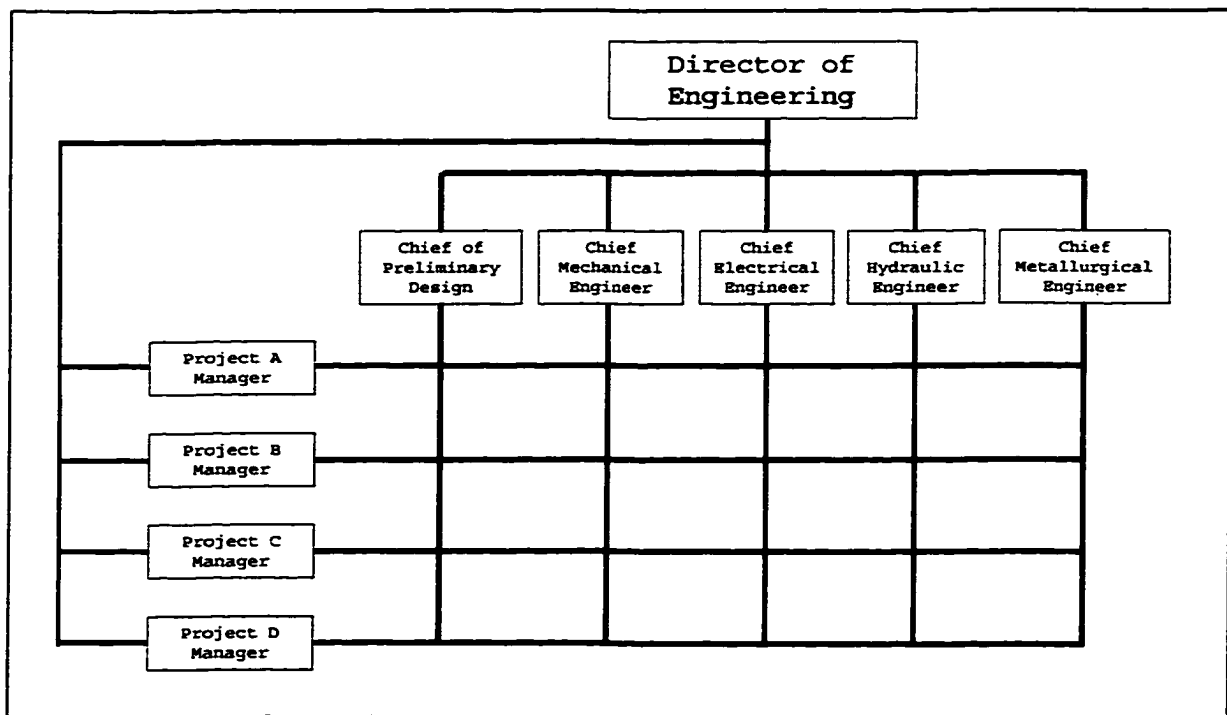 Director of
Engineering
Chief of
Preliminary
Design
Chief
Mechanical
Engineer
Chief
Electrical
Engineer
Chief
Hydraulic
Engineer
Chief
Metallurgical
Engineer
Project A
Manager
Project B
Manager
Project C
Manager
Project D
Manager